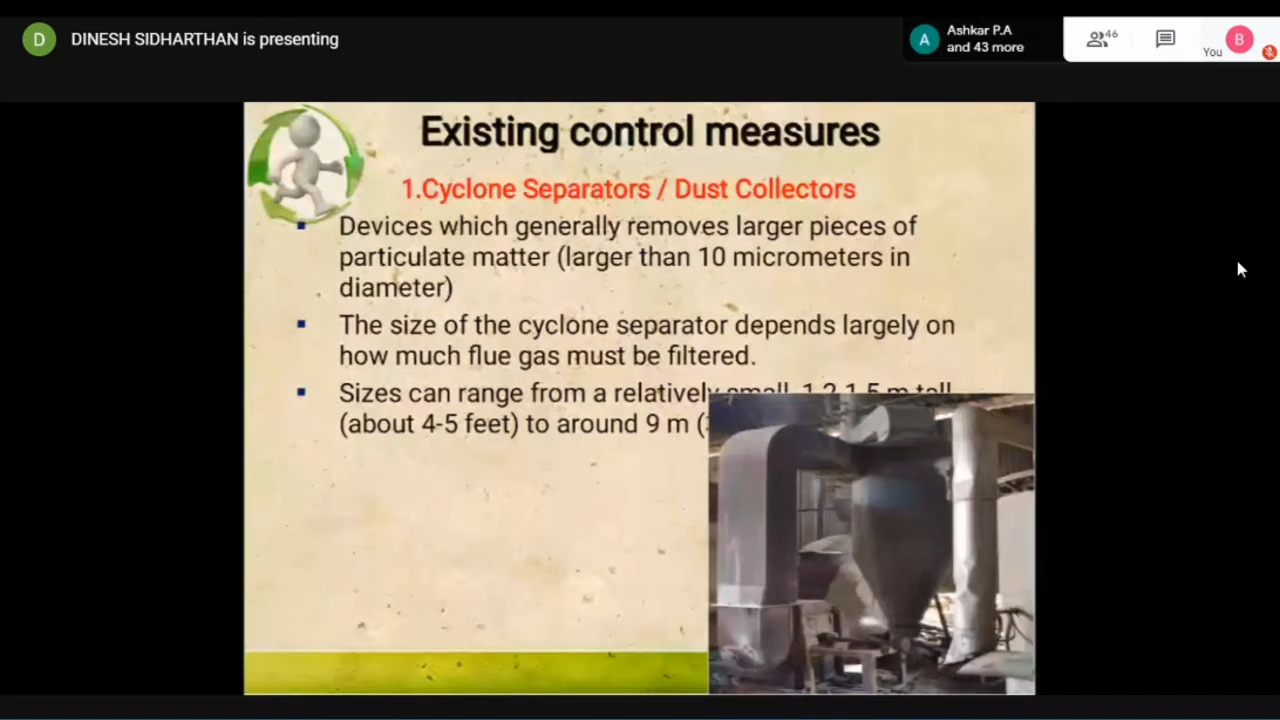 D
DINESH SIDHARTHAN is presenting
A
Ashkar P.A
and 43 more
46
You
B
Existing control measures
1.Cyclone Separators / Dust Collectors
Devices which generally removes larger pieces of
particulate matter (larger than 10 micrometers in
diameter)
The size of the cyclone separator depends largely on
how much flue gas must be filtered.
Sizes can range from a relatively small, 1.2-1.5 m tall
(about 4-5 feet) to around 9 m (